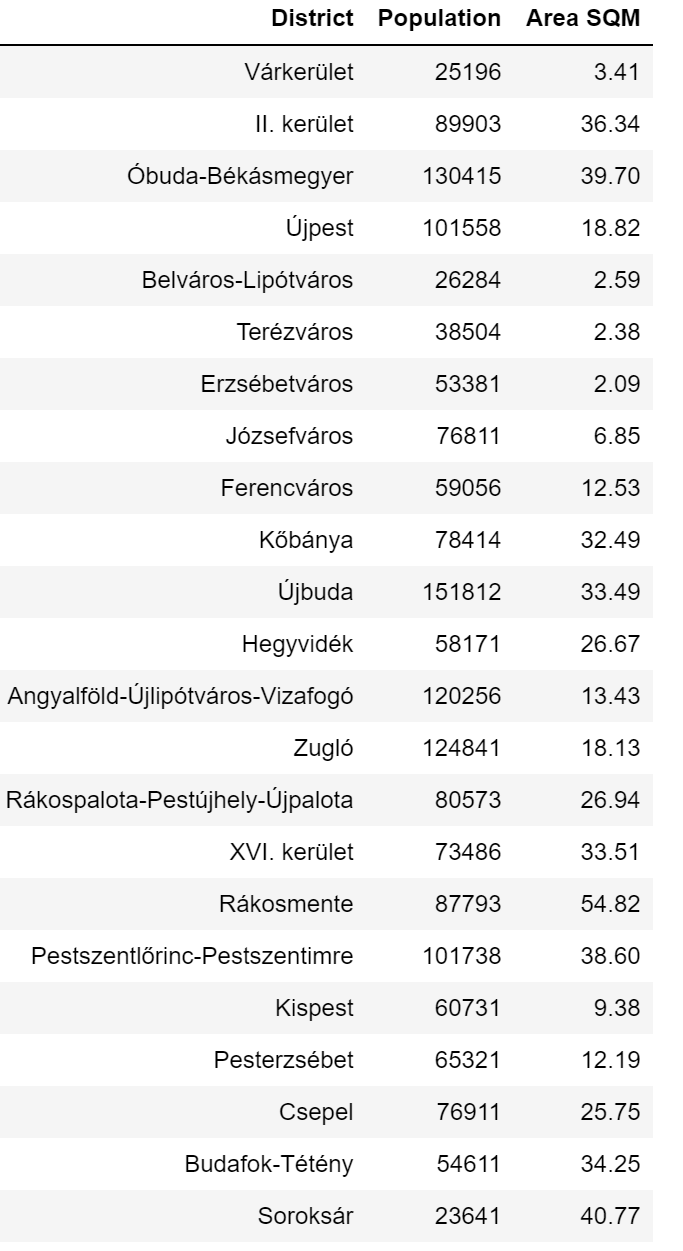 District Population Area SQM
Várkerület 25196 3.41
II. kerület 89903 36.34
Óbuda-Békásmegyer 130415 39.70
Újpest 101558 18.82
Belváros-Lipótváros 26284 2.59
Terézváros 38504 2.38
Erzsébetváros 53381 2.09
Józsefváros 76811 6.85
Ferencváros 59056 12.53
Kőbánya 78414 32.49
Újbuda 151812 33.49
Hegyvidék 58171 26.67
Angyalföld-Újlipótváros-Vizafogó 120256 13.43
Zugló 124841 18.13
Rákospalota-Pestújhely-Újpalota 80573 26.94
XVI. kerület 73486 33.51
Rákosmente 87793 54.82
Pestszentlőrinc-Pestszentimre 101738 38.60
Kispest 60731 9.38
Pesterzsébet 65321 12.19
Csepel 76911 25.75
Budafok-Tétény 54611 34.25
Soroksár 23641 40.77